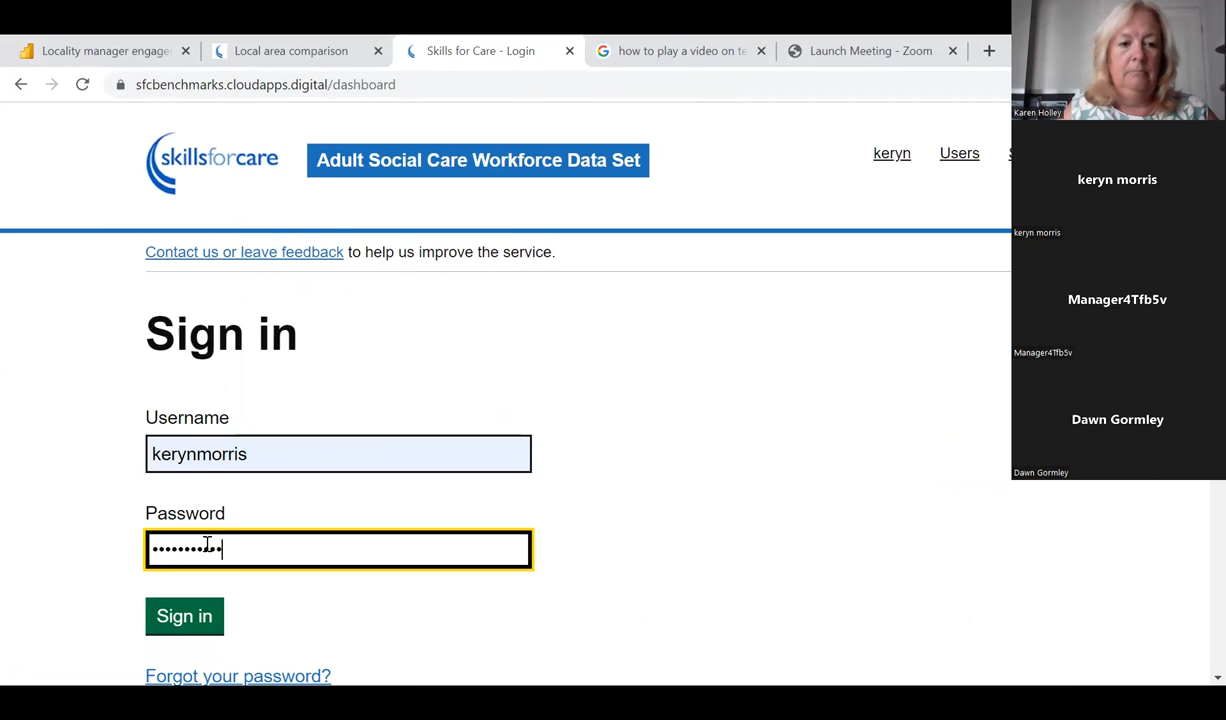 Locality manager engage
Local area comparison
Skills for Care - Login
how to play a video on te
Launch Meeting - Zoom
sfcbenchmarks.cloudapps.digital/dashboard
skillsforcare
Adult Social Care Workforce Data Set
keryn
Users
Contact us or leave feedback to help us improve the service.
Sign in
Username
kerynmorris
Password
•••••••••••
Sign in
Forgot your password?
Karen Holley
keryn morris
keryn morris
Manager4Tfb5v
Manager4Tfb5v
Dawn Gormley
Dawn Gormley